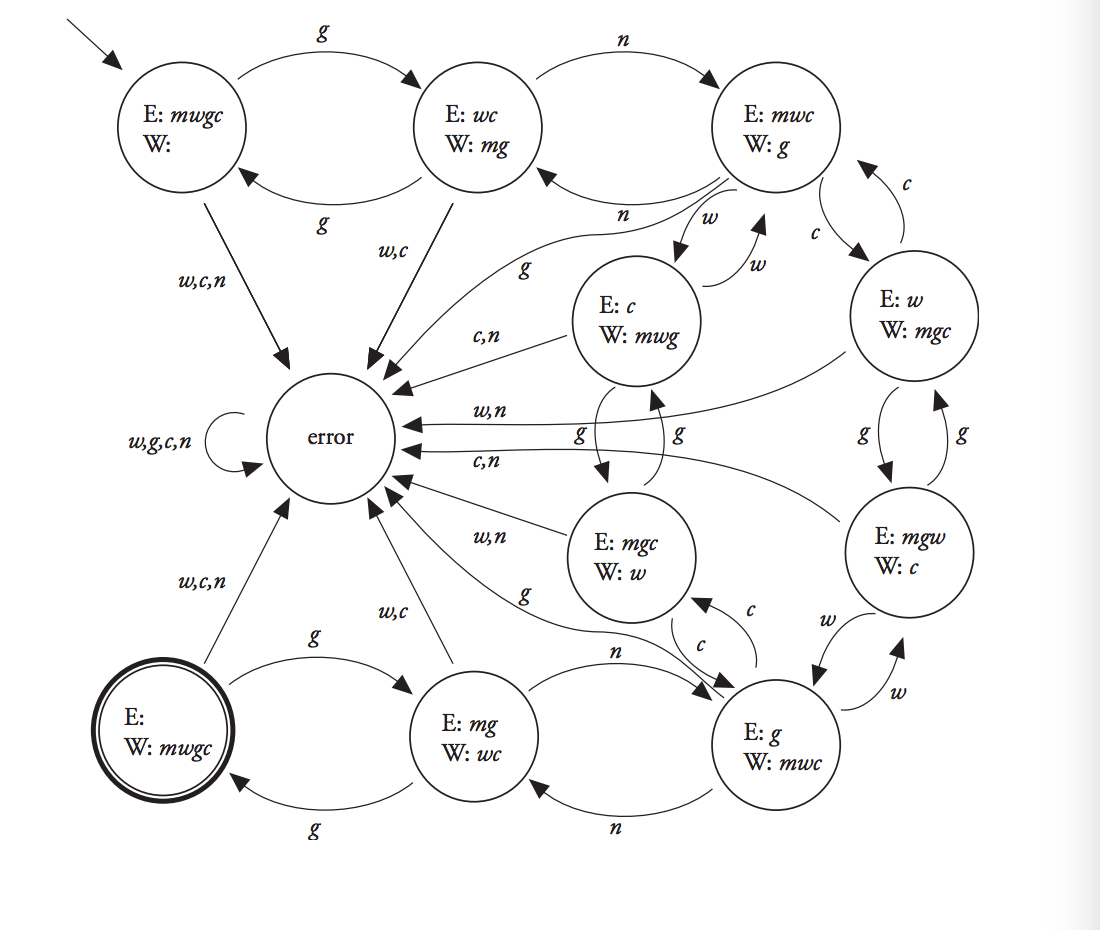 g
n
E: mwgc
W:
E: wc
W: mg
E: mwc
W: g
g
n
w
c
c
w,c,n
w,c
g
w
E: c
W: mwg
E: w
W: mgc
c,n
error
w,g,c,n
w,n
g
g
g
g
c,n
w,n
E: mgc
W: w
E: mgw
W: c
w,c,n
w,c
g
c
w
g
c
n
w
E:
W: mwgc
E: mg
W: wc
E: g
W: mwc
g
n